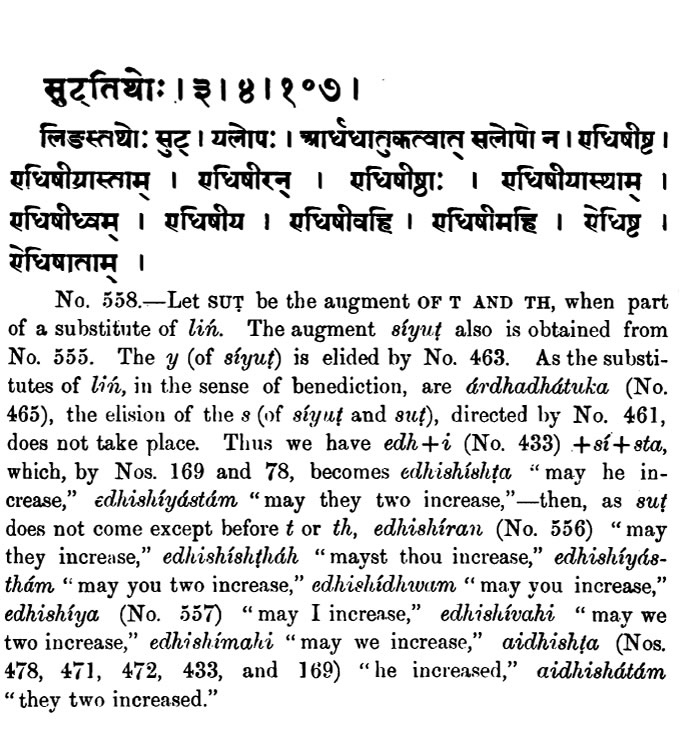 सुट्तिथोः । ३ । ४ । १०७ ।
लिङस्तथोः सुट् । यलोपः । आर्धधातुकत्वात् सलोपो न । एधिषीष्ट ।
एधिषीयास्ताम् । एधिषीरन् । एधिषीष्ठाः । एधिषीयास्थाम् ।
एधिषीध्वम् । एधिषीय । एधिषीवहि । एधिषीमहि । ऐधिष्ट ।
ऐधिषाताम् ।
No. 558.—Let SUṬ be the augment OF T AND TH, when part
of a substitute of liṅ. The augment síyuṭ also is obtained from
No. 555. The y (of síyuṭ) is elided by No. 463. As the substi-
tutes of liṅ, in the sense of benediction, are árdhadhátuka (No.
465), the elision of the s (of síyuṭ and suṭ), directed by No. 461,
does not take place. Thus we have edh+i (No. 433) +sí+sta,
which, by Nos. 169 and 78, becomes edhishíshṭa “may he in-
crease,” edhishíyástám “may they two increase,”—then, as suṭ
does not come except before t or th, edhishíran (No. 556) “may
they increase,” edhishíshṭháh “mayst thou increase,” edhishíyás-
thám “may you two increase,” edhishídhwam “may you increase,”
edhishíya (No. 557) “may I increase,” edhishívahi “may we
two increase,” edhishímahi “may we increase,” aidhishṭa (Nos.
478, 471, 472, 433, and 169) “he increased,” aidhishátám
“they two increased.”